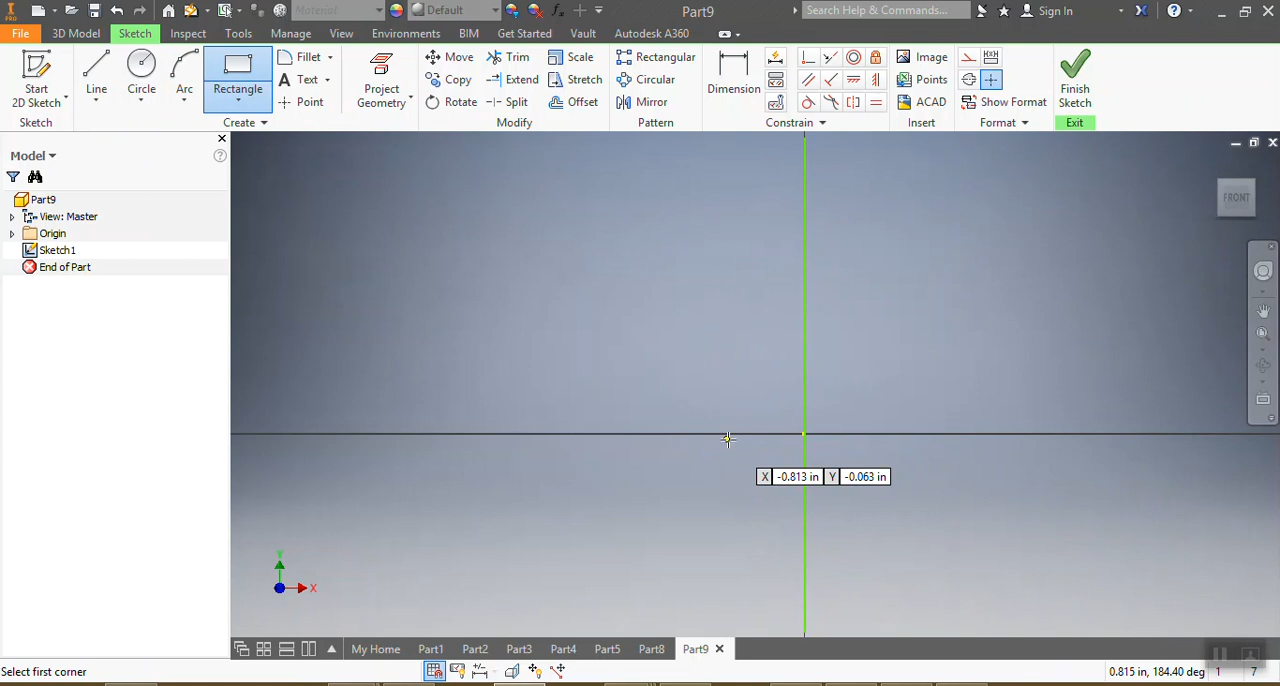 Material
Default
Part9
Search Help & Commands...
Sign In
PRO
File
3D Model
Sketch
Inspect
Tools
Manage
View
Environments
BIM
Get Started
Vault
Autodesk A360
Start
2D Sketch
Sketch
Line
Circle
Arc
Rectangle
Fillet
Text
Point
Create
Project
Geometry
Move
Copy
Rotate
Trim
Extend
Split
Scale
Stretch
Offset
Modify
Rectangular
Circular
Mirror
Pattern
Dimension
Constrain
Image
Points
ACAD
Insert
Show Format
Format
Finish
Sketch
Exit
Model
Part9
View: Master
Origin
Sketch1
End of Part
FRONT
X -0.813 in Y -0.063 in
Y
X
My Home Part1 Part2 Part3 Part4 Part5 Part8 Part9
Select first corner
0.815 in, 184.40 deg 1 7